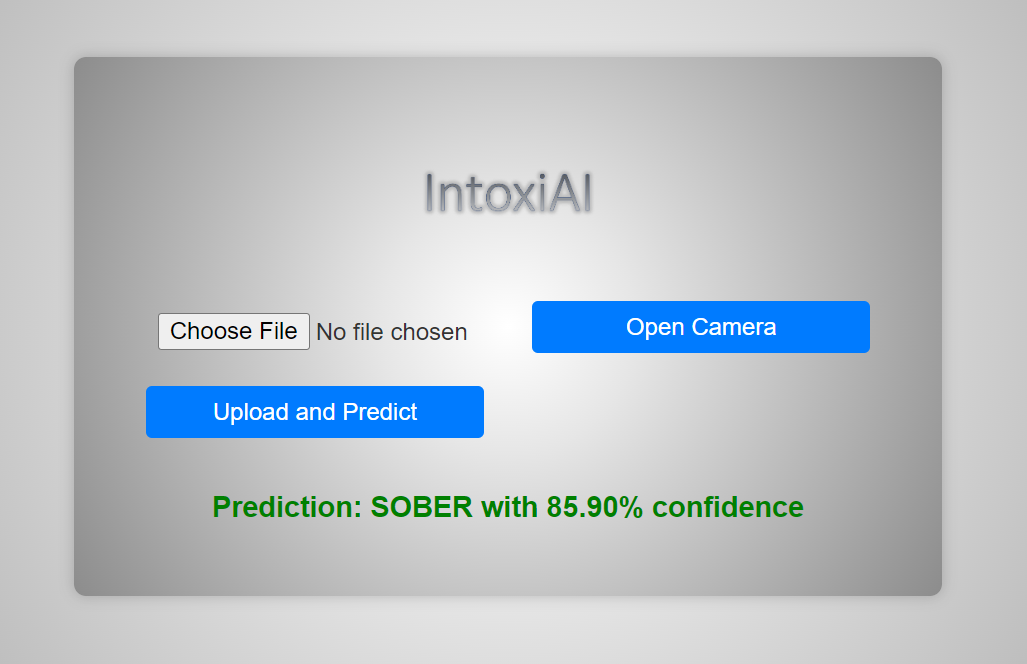 IntoxiAI
Choose File No file chosen
Open Camera
Upload and Predict
Prediction: SOBER with 85.90% confidence